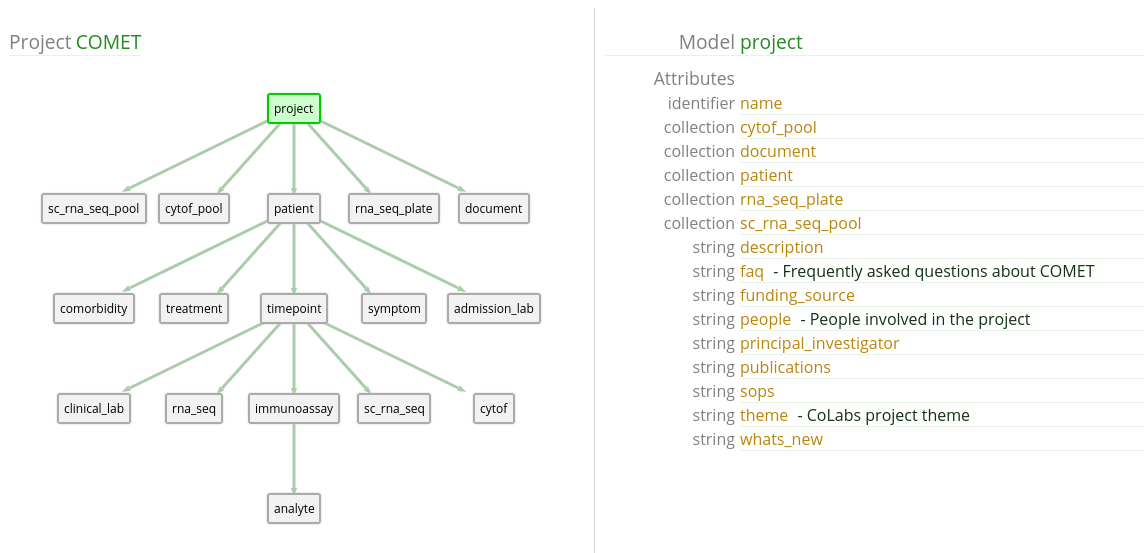 Project COMET
project
sc_rna_seq_pool
cytof_pool
patient
rna_seq_plate
document
comorbidity
treatment
timepoint
symptom
admission_lab
clinical_lab
rna_seq
immunoassay
sc_rna_seq
cytof
analyte
Model project
Attributes
identifier name
collection cytof_pool
collection document
collection patient
collection rna_seq_plate
collection sc_rna_seq_pool
string description
string faq - Frequently asked questions about COMET
string funding_source
string people - People involved in the project
string principal_investigator
string publications
string sops
string theme - CoLabs project theme
string whats_new